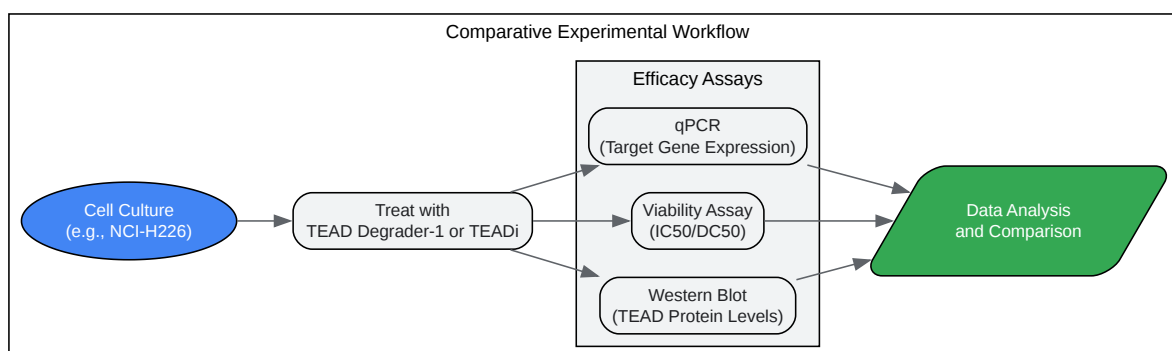 Comparative Experimental Workflow
Efficacy Assays
qPCR
(Target Gene Expression)
Cell Culture
(e.g., NCI-H226)
Treat with
TEAD Degrader-1 or TEADi
Viability Assay
(IC50/DC50)
Data Analysis
and Comparison
Western Blot
(TEAD Protein Levels)